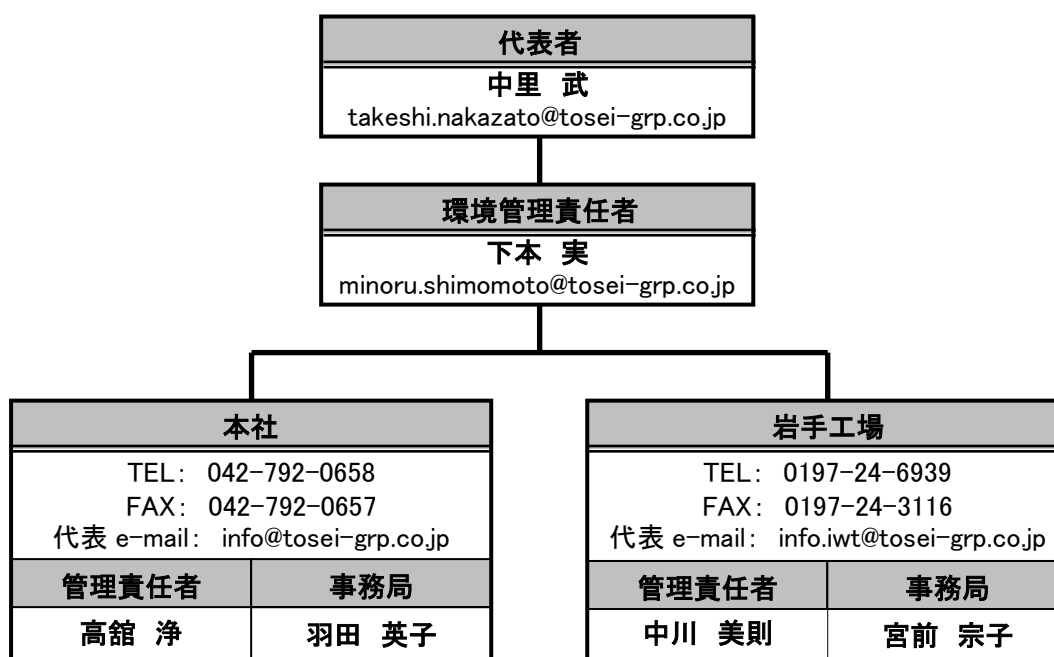 代表者
中里 武
takeshi.nakazato@tosei-grp.co.jp
環境管理責任者
下本 実
minoru.shimomoto@tosei-grp.co.jp
本社
TEL: 042-792-0658
FAX: 042-792-0657
代表 e-mail: info@tosei-grp.co.jp
管理責任者 事務局
高舘 浄 羽田 英子
岩手工場
TEL: 0197-24-6939
FAX: 0197-24-3116
代表 e-mail: info.iwt@tosei-grp.co.jp
管理責任者 事務局
中川 美則 宮前 宗子